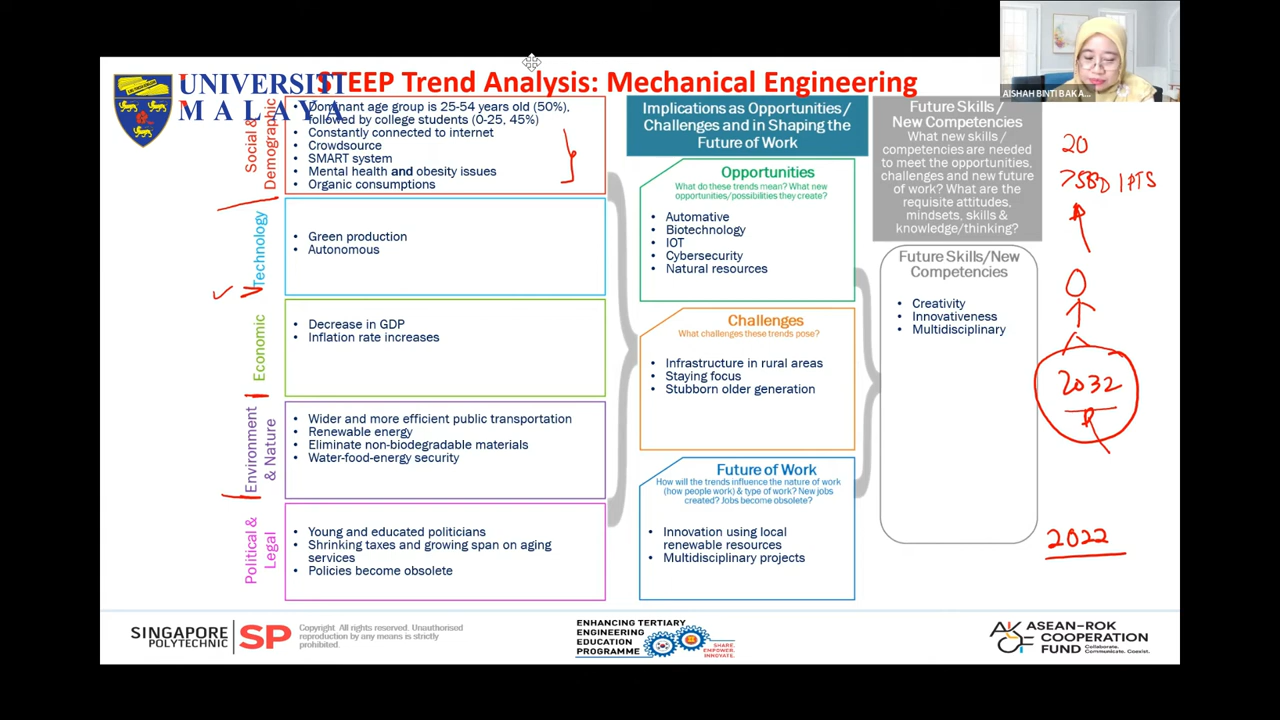 UNIVERSITI
MALAYA
STEEP Trend Analysis: Mechanical Engineering
AISHAH BINTI BAKA...
Social &
Demographic
Dominant age group is 25-54 years old (50%),
followed by college students (0-25, 45%)
Constantly connected to internet
Crowdsource
SMART system
Mental health and obesity issues
Organic consumptions
Technology
Green production
Autonomous
Economic
Decrease in GDP
Inflation rate increases
Environment
& Nature
Wider and more efficient public transportation
Renewable energy
Eliminate non-biodegradable materials
Water-food-energy security
Political &
Legal
Young and educated politicians
Shrinking taxes and growing span on aging
services
Policies become obsolete
Implications as Opportunities/
Challenges and in Shaping the
Future of Work
Opportunities
What do these trends mean? What new
opportunities/possibilities they create?
Automative
Biotechnology
IOT
Cybersecurity
Natural resources
Challenges
What challenges these trends pose?
Infrastructure in rural areas
Staying focus
Stubborn older generation
Future of Work
How will the trends influence the nature of work
(how people work) & type of work? New jobs
created? Jobs become obsolete?
Innovation using local
renewable resources
Multidisciplinary projects
Future Skills/
New Competencies
What new skills/
competencies are needed
to meet the opportunities,
challenges and new future
of work? What are the
requisite attitudes,
mindsets, skills &
knowledge/thinking?
Future Skills/New
Competencies
Creativity
Innovativeness
Multidisciplinary
20
IPTS
2032
2022
SINGAPORE
POLYTECHNIC
SP
Copyright All rights reserved. Unauthorised
reproduction by any means is strictly
prohibited.
ENHANCING TERTIARY
ENGINEERING
EDUCATION
PROGRAMME
SHARE.
EMPOWER.
INNOVATE.
ASEAN-ROK
COOPERATION
FUND
Collaborate.
Communicate. Coexist.